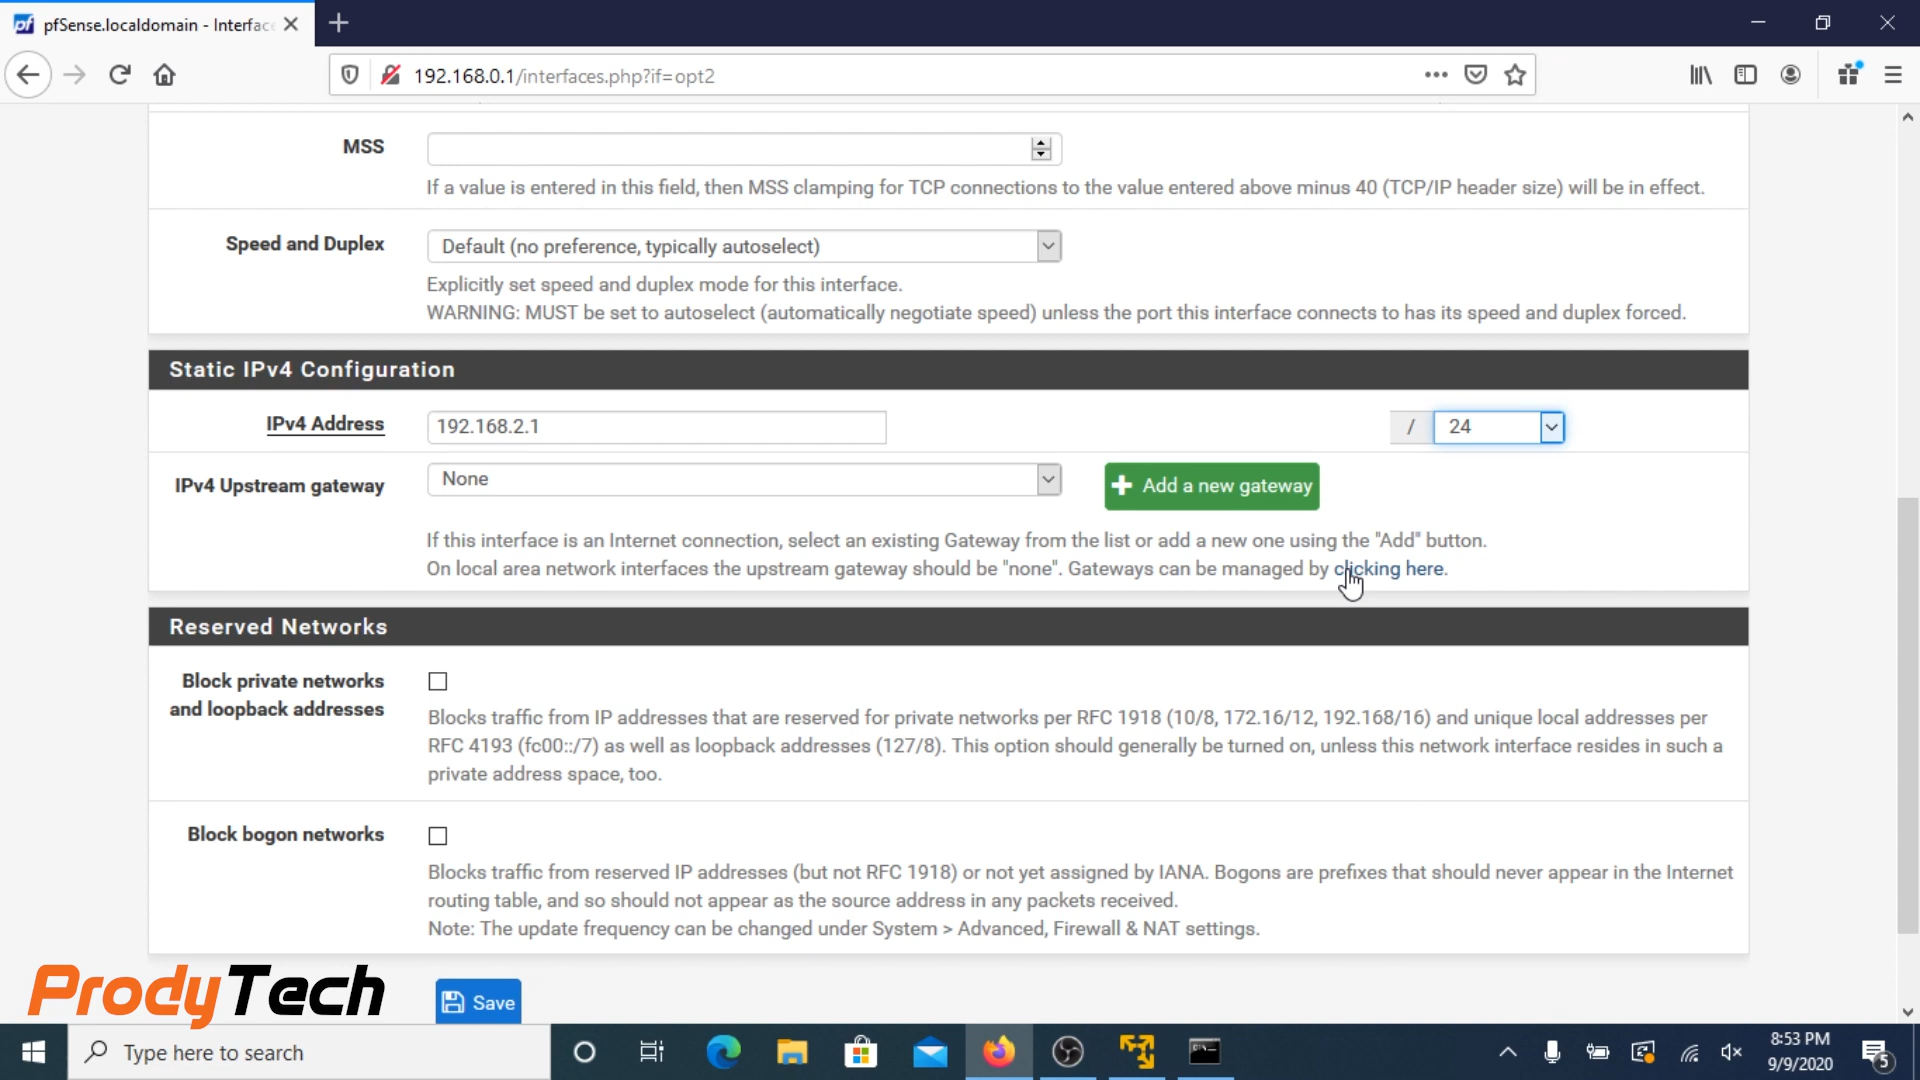 pfSense.localdomain - Interface
192.168.0.1/interfaces.php?if=opt2
MSS
If a value is entered in this field, then MSS clamping for TCP connections to the value entered above minus 40 (TCP/IP header size) will be in effect.
Speed and Duplex
Default (no preference, typically autoselect)
Explicitly set speed and duplex mode for this interface.
WARNING: MUST be set to autoselect (automatically negotiate speed) unless the port this interface connects to has its speed and duplex forced.
Static IPv4 Configuration
IPv4 Address
192.168.2.1
/ 24
IPv4 Upstream gateway
None
Add a new gateway
If this interface is an Internet connection, select an existing Gateway from the list or add a new one using the "Add" button.
On local area network interfaces the upstream gateway should be "none". Gateways can be managed by clicking here.
Reserved Networks
Block private networks
and loopback addresses
Blocks traffic from IP addresses that are reserved for private networks per RFC 1918 (10/8, 172.16/12, 192.168/16) and unique local addresses per
RFC 4193 (fc00::/7) as well as loopback addresses (127/8). This option should generally be turned on, unless this network interface resides in such a
private address space, too.
Block bogon networks
Blocks traffic from reserved IP addresses (but not RFC 1918) or not yet assigned by IANA. Bogons are prefixes that should never appear in the Internet
routing table, and so should not appear as the source address in any packets received.
Note: The update frequency can be changed under System > Advanced, Firewall & NAT settings.
ProdyTech
Save
Type here to search
8:53 PM
9/9/2020
5